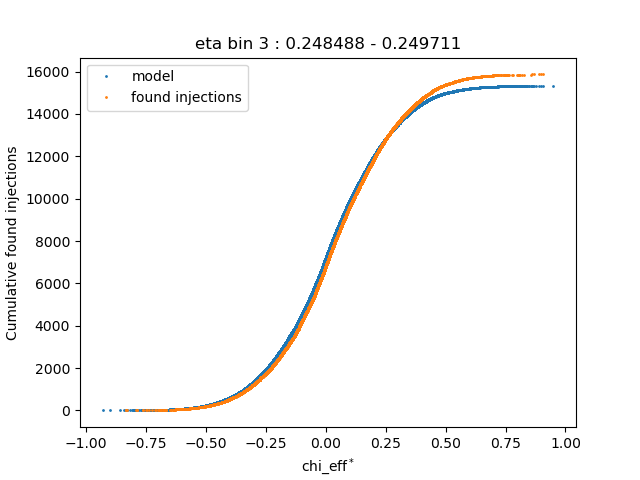 eta bin 3 : 0.248488 - 0.249711
model
found injections
Cumulative found injections
16000
14000
12000
10000
8000
6000
4000
2000
0
−1.00 −0.75 −0.50 −0.25 0.00 0.25 0.50 0.75 1.00
chi_eff*